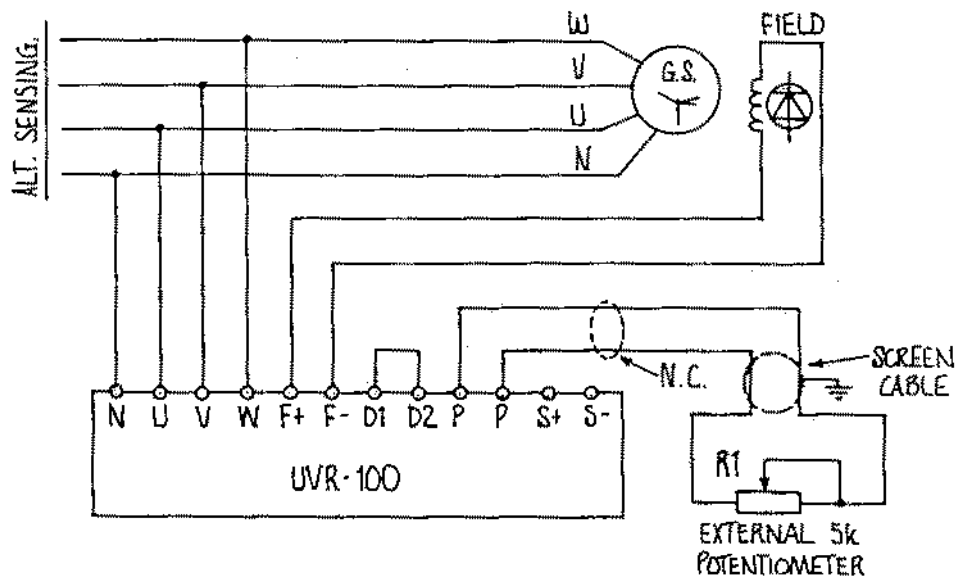 W
FIELD
ALT. SENSING.
V
G.S.
U
N
SCREEN
CABLE
N.C.
N U V W F+ F- D1 D2 P P S+ S-
R1
UVR-100
EXTERNAL 5k
POTENTIOMETER